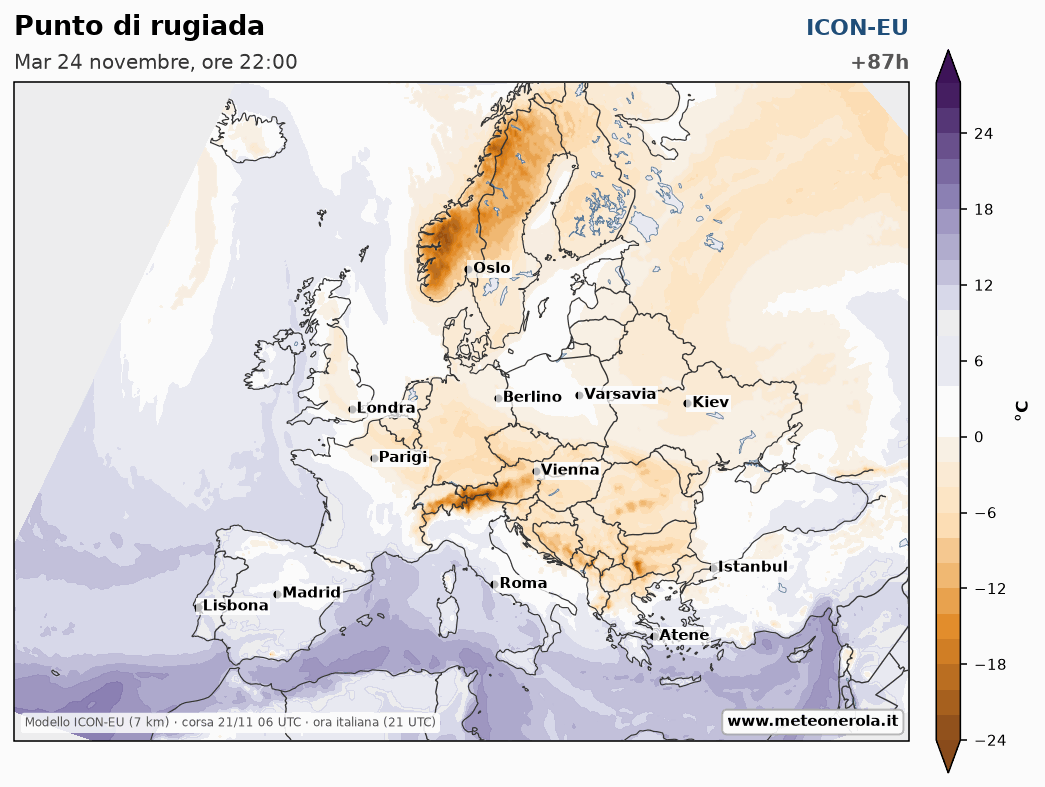 Punto di rugiada
ICON-EU
Mar 24 novembre, ore 22:00
+87h
24
18
12
6
0
−6
−12
−18
−24
°C
Oslo
Berlino
Varsavia
Kiev
Londra
Parigi
Vienna
Istanbul
Roma
Madrid
Lisbona
Atene
Modello ICON-EU (7 km) · corsa 21/11 06 UTC · ora italiana (21 UTC)
www.meteonerola.it